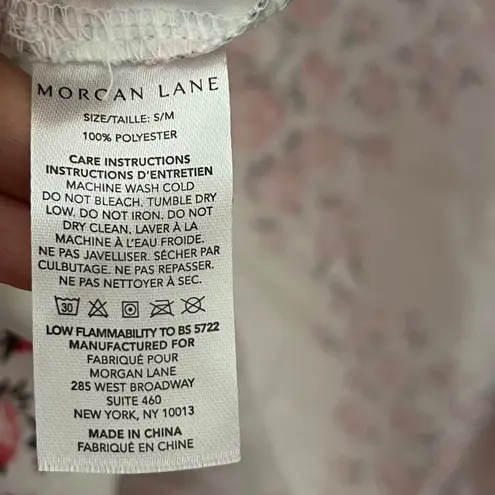 MORGAN LANE
SIZE/TAILLE: S/M
100% POLYESTER
CARE INSTRUCTIONS
INSTRUCTIONS D'ENTRETIEN
MACHINE WASH COLD
DO NOT BLEACH. TUMBLE DRY
LOW. DO NOT IRON. DO NOT
DRY CLEAN. LAVER À LA
MACHINE À L'EAU FROIDE.
NE PAS JAVELLISER. SÉCHER PAR
CULBUTAGE. NE PAS REPASSER.
NE PAS NETTOYER À SEC.
30
LOW FLAMMABILITY TO BS 5722
MANUFACTURED FOR
FABRIQUÉ POUR
MORGAN LANE
285 WEST BROADWAY
SUITE 460
NEW YORK, NY 10013
MADE IN CHINA
FABRIQUÉ EN CHINE